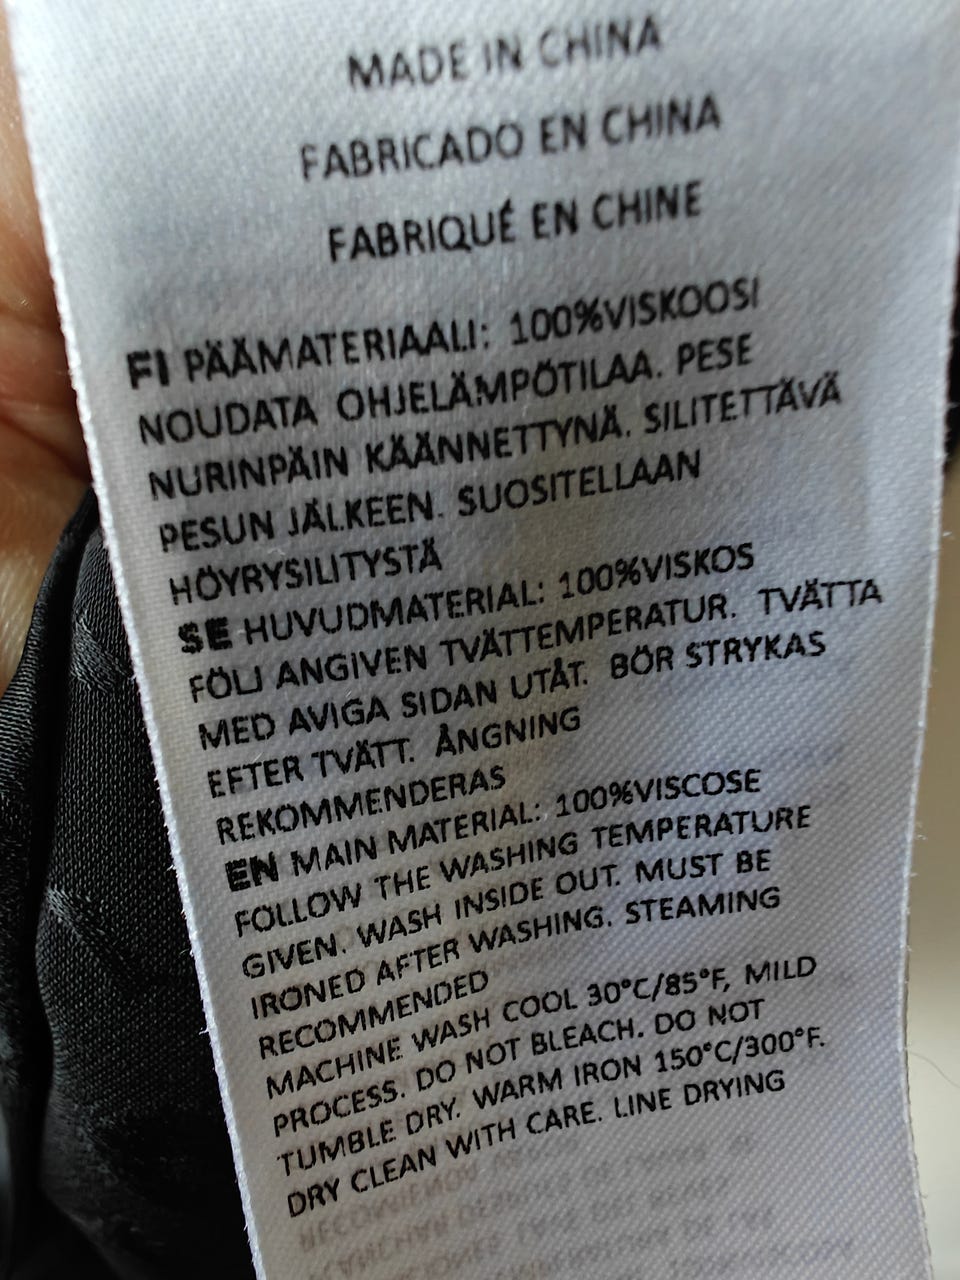 MADE IN CHINA
FABRICADO EN CHINA
FABRIQUÉ EN CHINE
FI PÄÄMATERIAALI: 100%VISKOOSI
NOUDATA OHJELÄMPÖTILAA. PESE
NURINPÄIN KÄÄNNETTYNÄ. SILITETTÄVÄ
PESUN JÄLKEEN. SUOSITELLAAN
HÖYRYSILITYSTÄ
SE HUVUDMATERIAL: 100%VISKOS
FÖLJ ANGIVEN TVÄTTEMPERATUR. TVÄTTA
MED AVIGA SIDAN UTÅT. BÖR STRYKAS
EFTER TVÄTT. ÅNGNING
REKOMMENDERAS
EN MAIN MATERIAL: 100%VISCOSE
FOLLOW THE WASHING TEMPERATURE
GIVEN. WASH INSIDE OUT. MUST BE
IRONED AFTER WASHING. STEAMING
RECOMMENDED
MACHINE WASH COOL 30°C/85°F, MILD
PROCESS. DO NOT BLEACH. DO NOT
TUMBLE DRY. WARM IRON 150°C/300°F.
DRY CLEAN WITH CARE. LINE DRYING